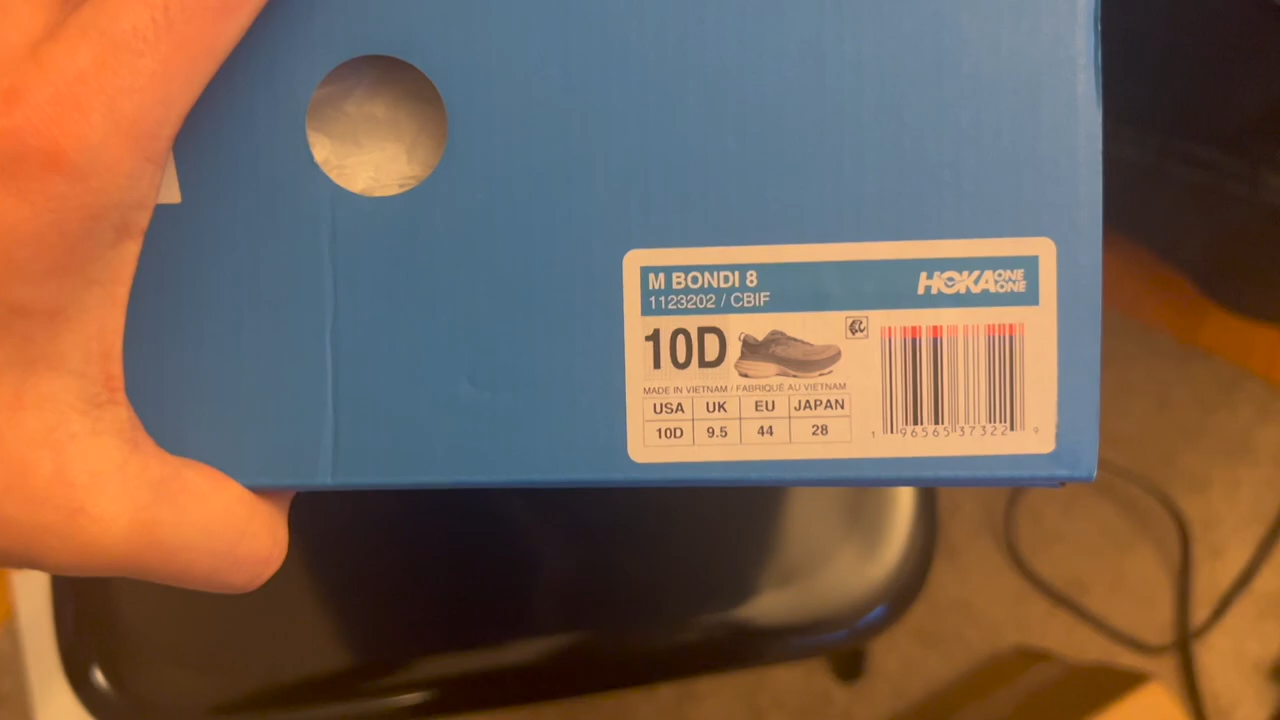 M BONDI 8
1123202 / CBIF
HOKA ONE ONE
10D
MADE IN VIETNAM / FABRIQUÉ AU VIETNAM
USA UK EU JAPAN
10D 9.5 44 28
1 96565 37322 9